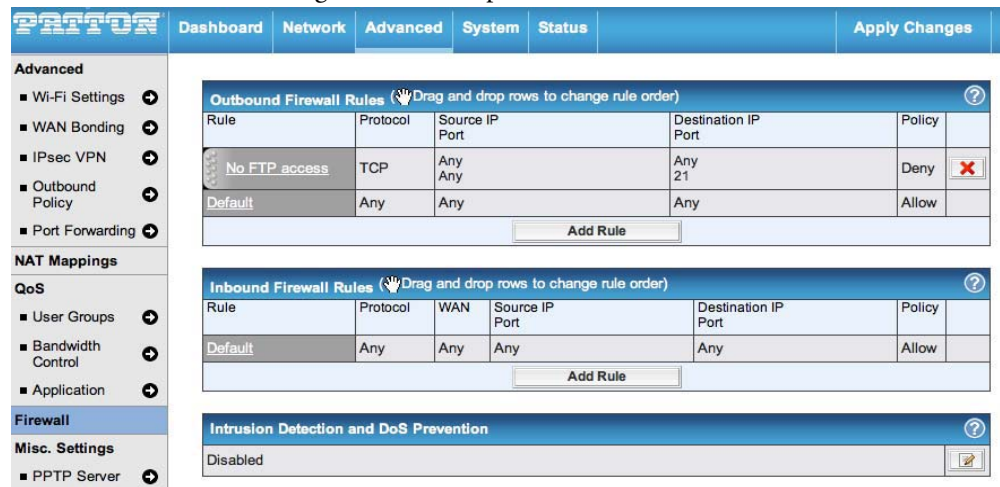 PATTON
Dashboard Network Advanced System Status Apply Changes
Advanced
Wi-Fi Settings
WAN Bonding
IPsec VPN
Outbound
Policy
Port Forwarding
NAT Mappings
QoS
User Groups
Bandwidth
Control
Application
Firewall
Misc. Settings
PPTP Server
Outbound Firewall Rules (Drag and drop rows to change rule order) ?
Rule Protocol Source IP Destination IP Policy
Port Port
No FTP access TCP Any Any Deny
Any 21
Default Any Any Any Allow
Add Rule
Inbound Firewall Rules (Drag and drop rows to change rule order) ?
Rule Protocol WAN Source IP Destination IP Policy
Port Port
Default Any Any Any Any Allow
Add Rule
Intrusion Detection and DoS Prevention ?
Disabled